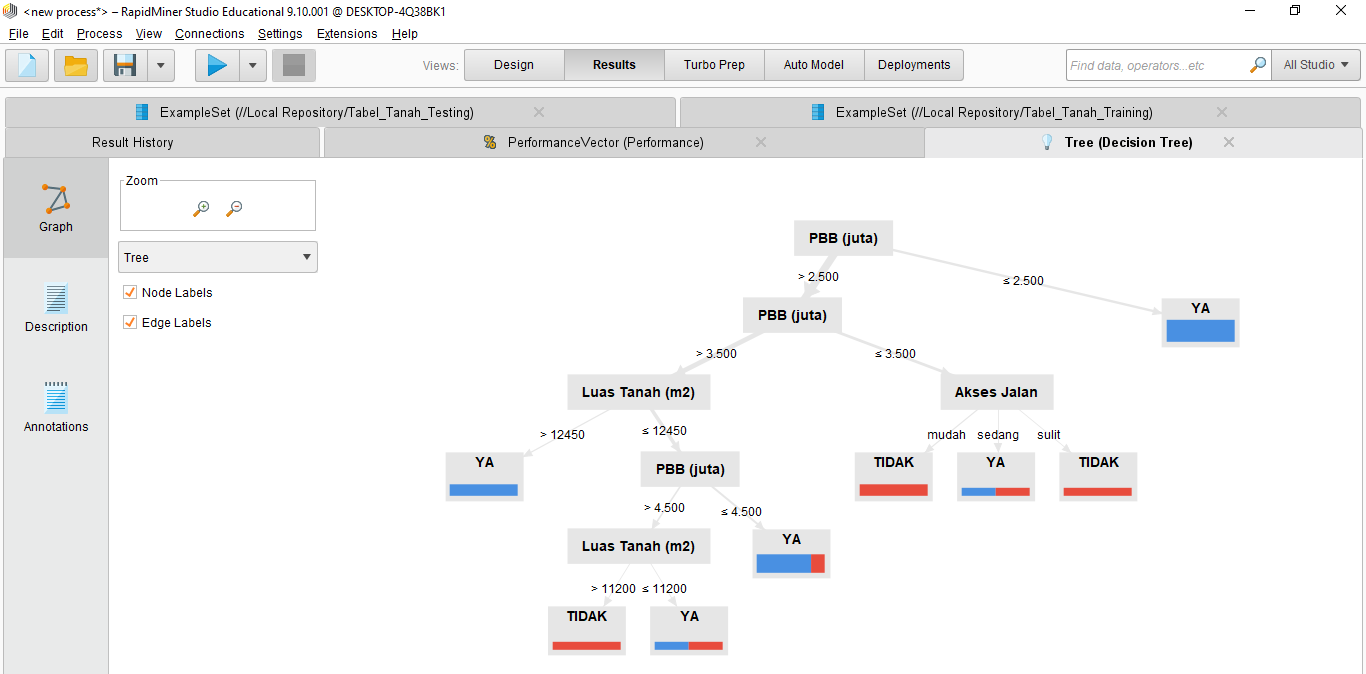 <new process*> – RapidMiner Studio Educational 9.10.001 @ DESKTOP-4Q38BK1
File Edit Process View Connections Settings Extensions Help
Views: Design Results Turbo Prep Auto Model Deployments Find data, operators...etc All Studio
ExampleSet (//Local Repository/Tabel_Tanah_Testing) ExampleSet (//Local Repository/Tabel_Tanah_Training)
Result History PerformanceVector (Performance) Tree (Decision Tree)
Graph
Description
Annotations
Zoom
Tree
Node Labels
Edge Labels
PBB (juta)
> 2.500 ≤ 2.500
PBB (juta) YA
> 3.500 ≤ 3.500
Luas Tanah (m2) Akses Jalan
> 12450 ≤ 12450 mudah sedang sulit
YA PBB (juta) TIDAK YA TIDAK
> 4.500 ≤ 4.500
Luas Tanah (m2) YA
> 11200 ≤ 11200
TIDAK YA